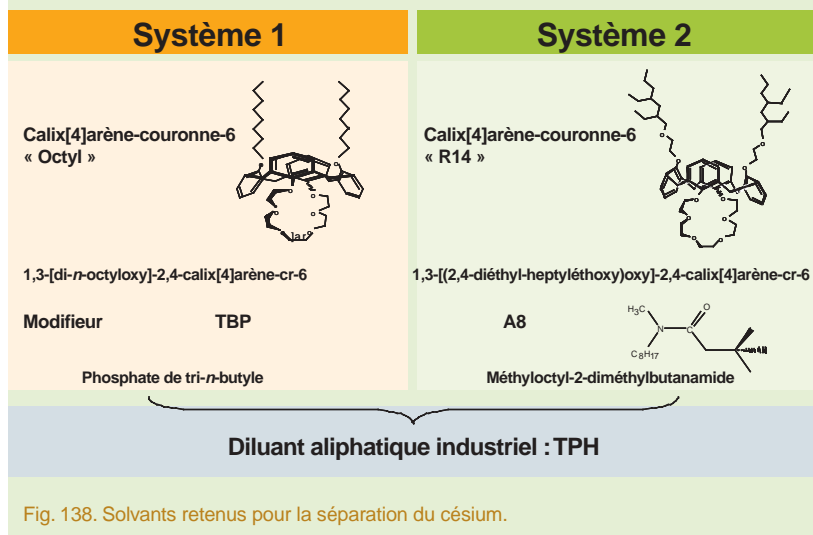 Système 1
Système 2
Calix[4]arène-couronne-6
« Octyl »
Calix[4]arène-couronne-6
« R14 »
1,3-[di-n-octyloxy]-2,4-calix[4]arène-cr-6
1,3-[(2,4-diéthyl-heptyléthoxy)oxy]-2,4-calix[4]arène-cr-6
Modifieur
TBP
A8
H3C
O
N
C
C8H17
Phosphate de tri-n-butyle
Méthyloctyl-2-diméthylbutanamide
Diluant aliphatique industriel : TPH
Fig. 138. Solvants retenus pour la séparation du césium.